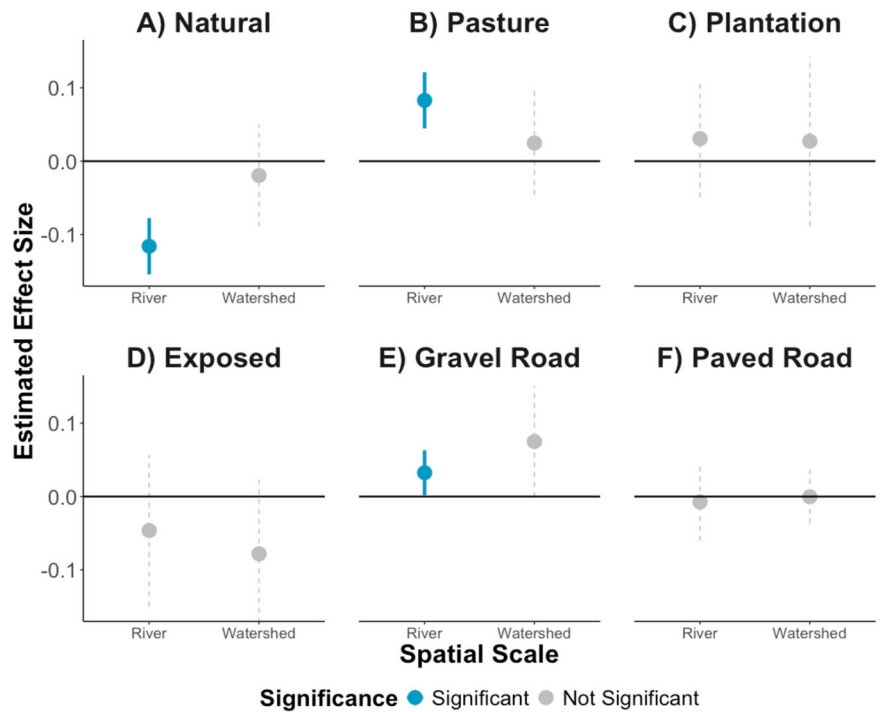 A) Natural B) Pasture C) Plantation
0.1
0.0
-0.1
River Watershed River Watershed River Watershed
Estimated Effect Size
D) Exposed E) Gravel Road F) Paved Road
0.1
0.0
-0.1
River Watershed River Watershed River Watershed
Spatial Scale
Significance Significant Not Significant